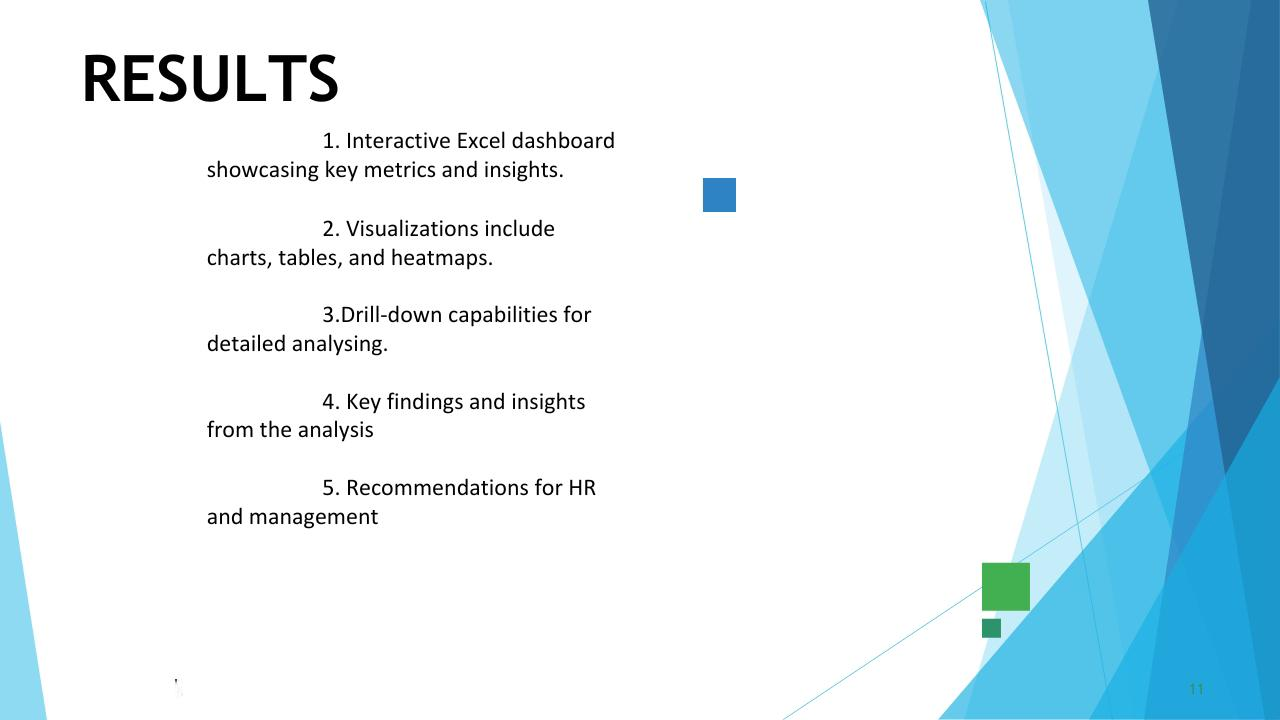 RESULTS
1. Interactive Excel dashboard
showcasing key metrics and insights.
2. Visualizations include
charts, tables, and heatmaps.
3.Drill-down capabilities for
detailed analysing.
4. Key findings and insights
from the analysis
5. Recommendations for HR
and management
11